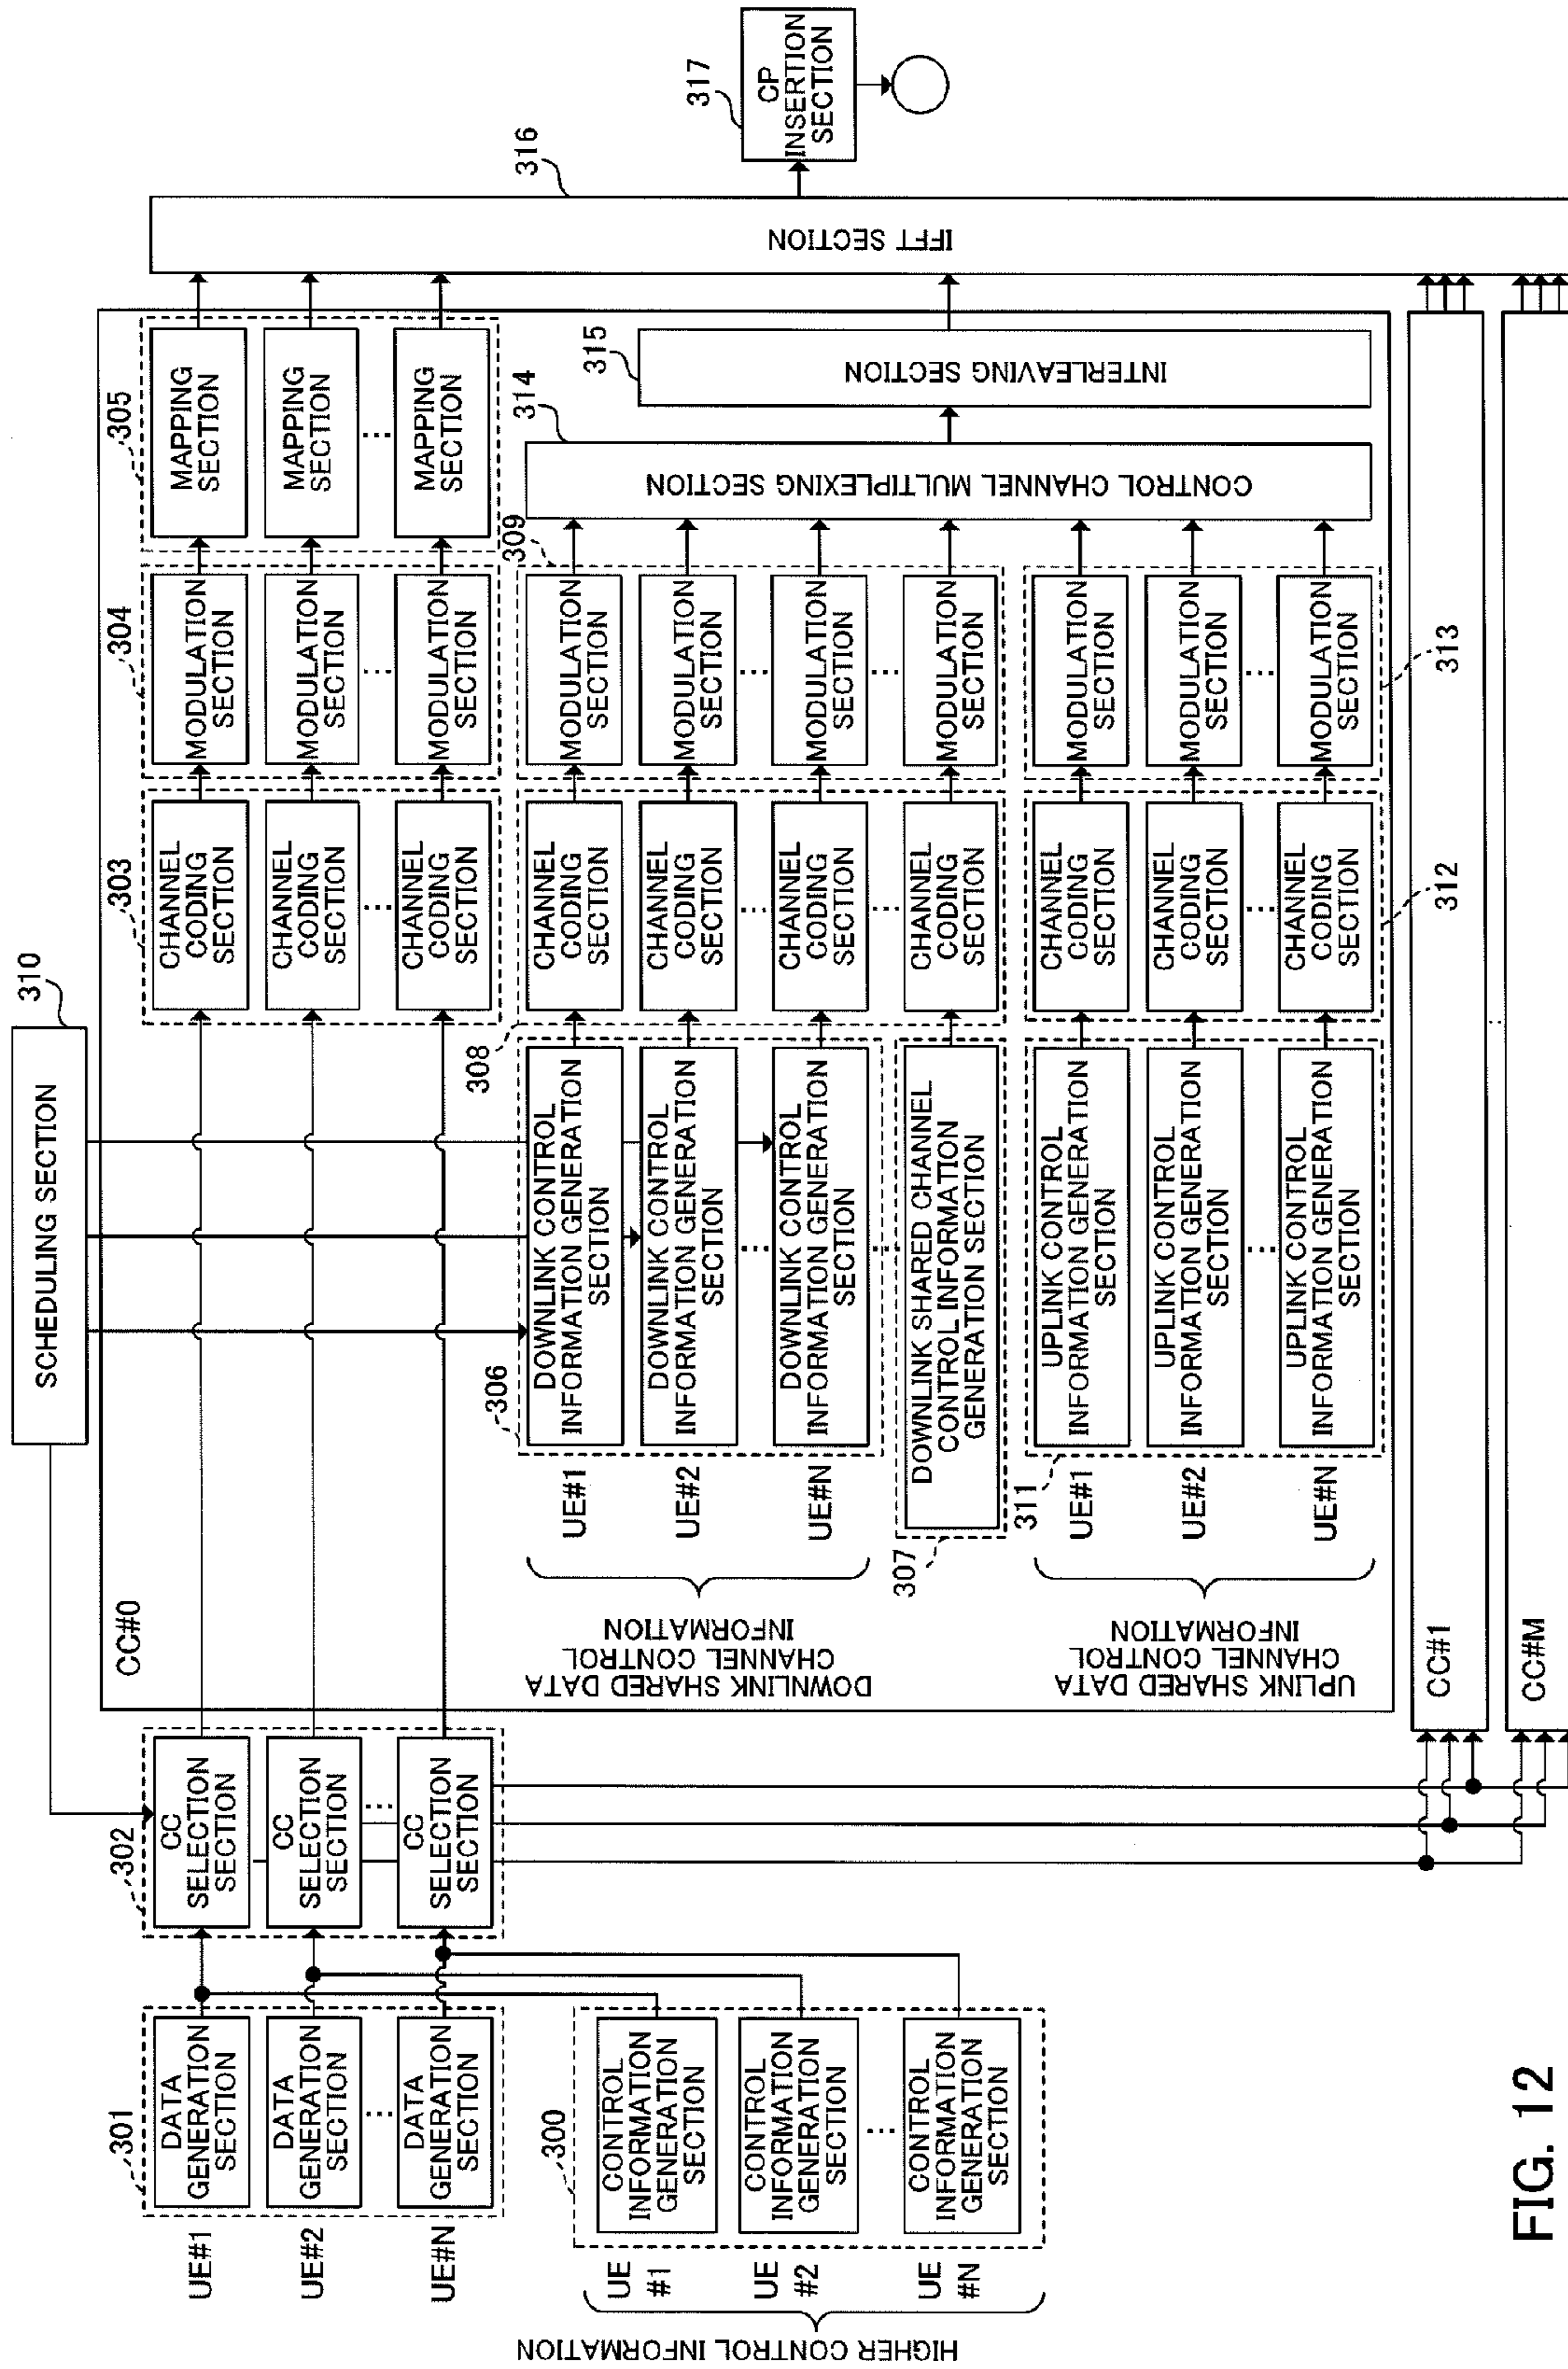 SCHEDULING SECTION
310
CC#0
301
UE#1
DATA
GENERATION
SECTION
UE#2
DATA
GENERATION
SECTION
...
UE#N
DATA
GENERATION
SECTION
HIGHER CONTROL INFORMATION
300
UE
#1
CONTROL
INFORMATION
GENERATION
SECTION
UE
#2
CONTROL
INFORMATION
GENERATION
SECTION
...
UE
#N
CONTROL
INFORMATION
GENERATION
SECTION
302
CC
SELECTION
SECTION
CC
SELECTION
SECTION
...
CC
SELECTION
SECTION
303
CHANNEL
CODING
SECTION
CHANNEL
CODING
SECTION
...
CHANNEL
CODING
SECTION
304
MODULATION
SECTION
MODULATION
SECTION
...
MODULATION
SECTION
305
MAPPING
SECTION
MAPPING
SECTION
...
MAPPING
SECTION
DOWNLINK SHARED DATA
CHANNEL CONTROL
INFORMATION
306
UE#1
DOWNLINK CONTROL
INFORMATION GENERATION
SECTION
UE#2
DOWNLINK CONTROL
INFORMATION GENERATION
SECTION
...
UE#N
DOWNLINK CONTROL
INFORMATION GENERATION
SECTION
...
307
DOWNLINK SHARED CHANNEL
CONTROL INFORMATION
GENERATION SECTION
308
CHANNEL
CODING
SECTION
CHANNEL
CODING
SECTION
...
CHANNEL
CODING
SECTION
...
CHANNEL
CODING
SECTION
309
MODULATION
SECTION
MODULATION
SECTION
...
MODULATION
SECTION
...
MODULATION
SECTION
UPLINK SHARED DATA
CHANNEL CONTROL
INFORMATION
311
UE#1
UPLINK CONTROL
INFORMATION GENERATION
SECTION
UE#2
UPLINK CONTROL
INFORMATION GENERATION
SECTION
...
UE#N
UPLINK CONTROL
INFORMATION GENERATION
SECTION
312
CHANNEL
CODING
SECTION
CHANNEL
CODING
SECTION
...
CHANNEL
CODING
SECTION
313
MODULATION
SECTION
MODULATION
SECTION
...
MODULATION
SECTION
314
CONTROL CHANNEL MULTIPLEXING SECTION
315
INTERLEAVING SECTION
316
IFFT SECTION
317
CP
INSERTION
SECTION
CC#1
...
CC#M
FIG. 12